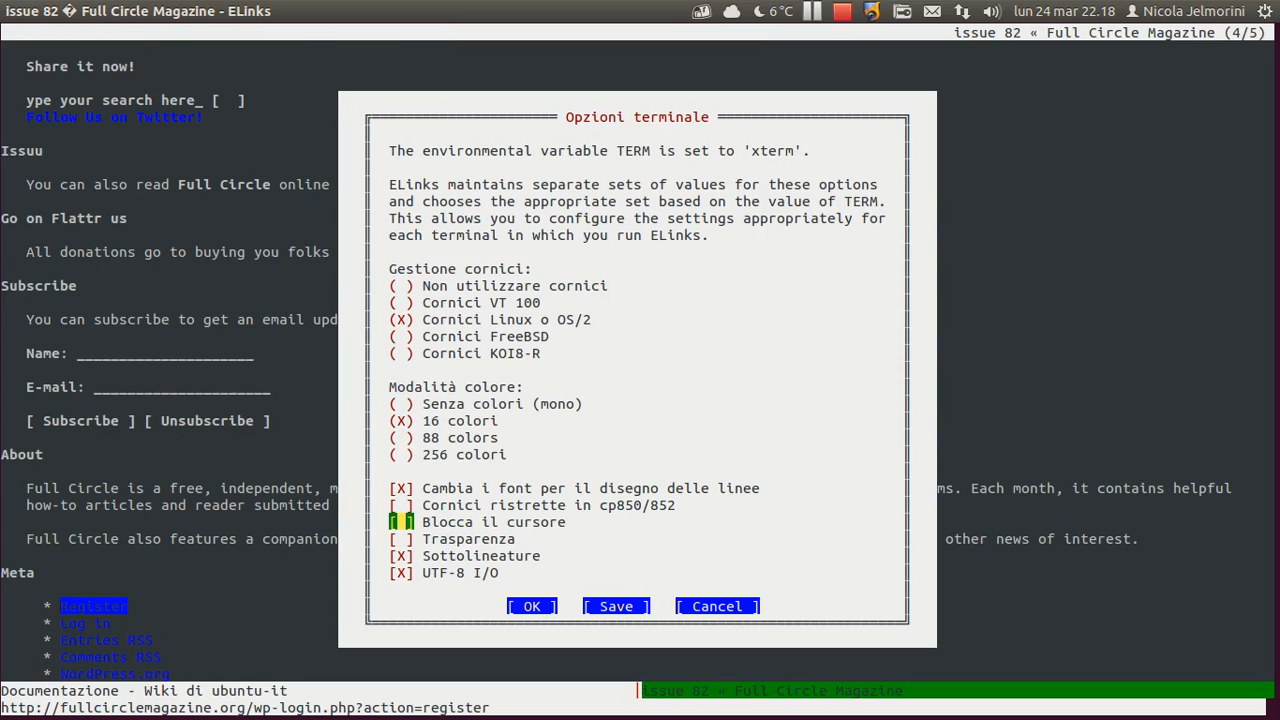 issue 82 � Full Circle Magazine - ELinks
6°C
lun 24 mar 22.18
Nicola Jelmorini
issue 82 « Full Circle Magazine (4/5)
Share it now!
ype your search here_ [  ]
Follow Us on Twitter!
Issuu
You can also read Full Circle online
Go on Flattr us
All donations go to buying you folks
Subscribe
You can subscribe to get an email upd
Name: _____________________
E-mail: _____________________
[ Subscribe ] [ Unsubscribe ]
About
Full Circle is a free, independent, m
ms. Each month, it contains helpful
how-to articles and reader submitted
Full Circle also features a companion
other news of interest.
Meta
* Register
* Log in
* Entries RSS
* Comments RSS
* WordPress.org
Opzioni terminale
The environmental variable TERM is set to 'xterm'.
ELinks maintains separate sets of values for these options
and chooses the appropriate set based on the value of TERM.
This allows you to configure the settings appropriately for
each terminal in which you run ELinks.
Gestione cornici:
( ) Non utilizzare cornici
( ) Cornici VT 100
(X) Cornici Linux o OS/2
( ) Cornici FreeBSD
( ) Cornici KOI8-R
Modalità colore:
( ) Senza colori (mono)
(X) 16 colori
( ) 88 colors
( ) 256 colori
[X] Cambia i font per il disegno delle linee
[ ] Cornici ristrette in cp850/852
[ ] Blocca il cursore
[ ] Trasparenza
[X] Sottolineature
[X] UTF-8 I/O
[ OK ] [ Save ] [ Cancel ]
Documentazione - Wiki di ubuntu-it
issue 82 « Full Circle Magazine
http://fullcirclemagazine.org/wp-login.php?action=register